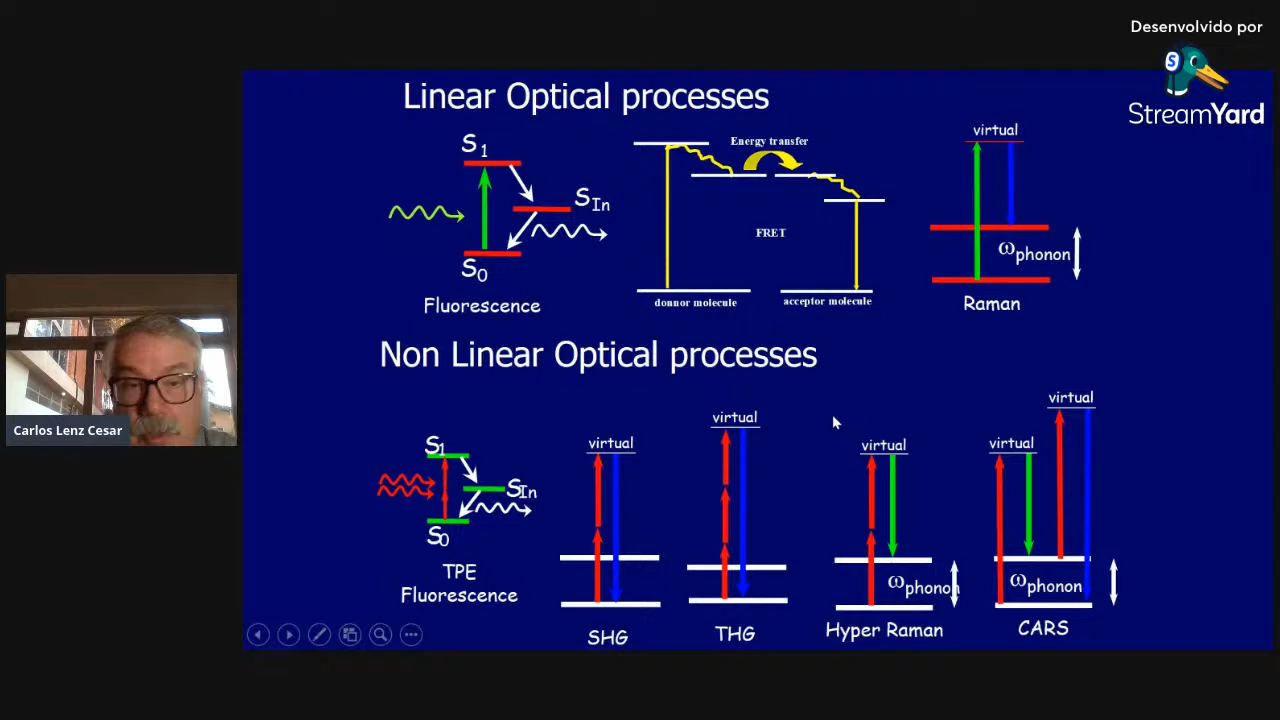 Desenvolvido por
S
StreamYard
Linear Optical processes
S1
SIn
S0
Fluorescence
Energy transfer
FRET
donnor molecule
acceptor molecule
virtual
ωphonon
Raman
Non Linear Optical processes
S1
SIn
S0
TPE
Fluorescence
virtual
SHG
virtual
THG
virtual
ωphonon
Hyper Raman
virtual
virtual
ωphonon
CARS
Carlos Lenz Cesar